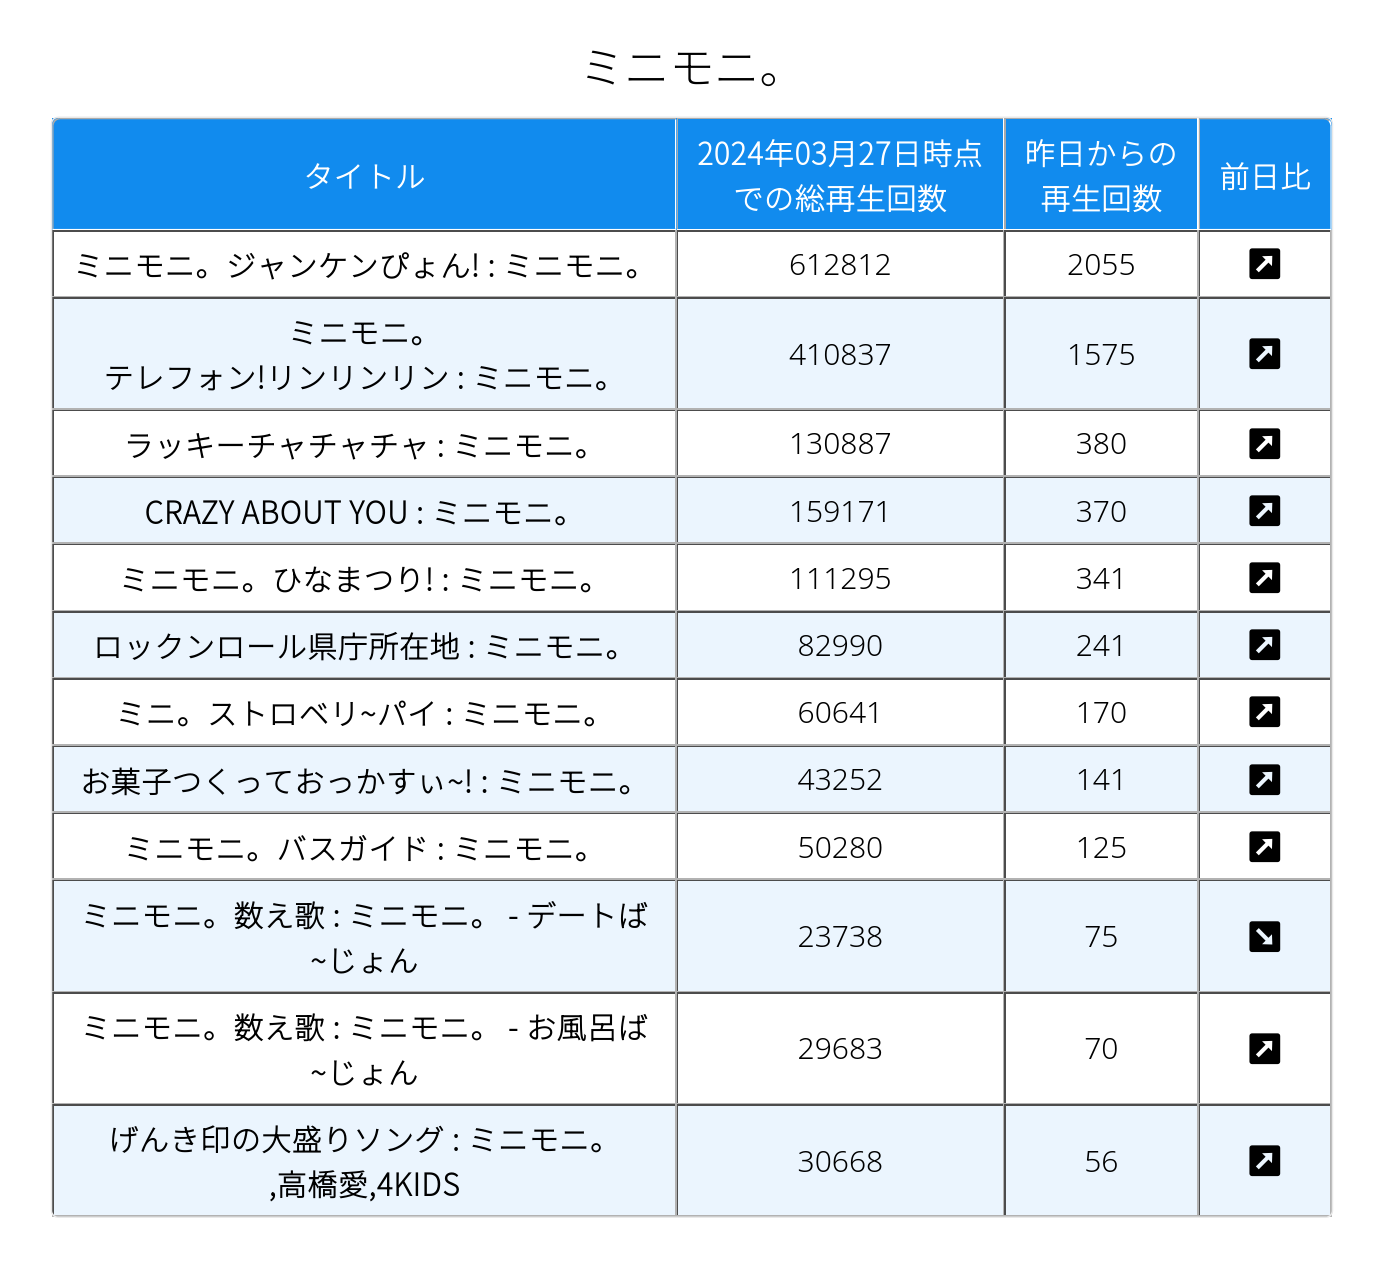 ミニモニ。
タイトル
2024年03月27日時点
での総再生回数
昨日からの
再生回数
前日比
ミニモニ。ジャンケンぴょん! : ミニモニ。
612812
2055
ミニモニ。
テレフォン!リンリンリン : ミニモニ。
410837
1575
ラッキーチャチャチャ : ミニモニ。
130887
380
CRAZY ABOUT YOU : ミニモニ。
159171
370
ミニモニ。ひなまつり! : ミニモニ。
111295
341
ロックンロール県庁所在地 : ミニモニ。
82990
241
ミニ。ストロベリ~パイ : ミニモニ。
60641
170
お菓子つくっておっかすぃ~! : ミニモニ。
43252
141
ミニモニ。バスガイド : ミニモニ。
50280
125
ミニモニ。数え歌 : ミニモニ。 - デートば
~じょん
23738
75
ミニモニ。数え歌 : ミニモニ。 - お風呂ば
~じょん
29683
70
げんき印の大盛りソング : ミニモニ。
,高橋愛,4KIDS
30668
56